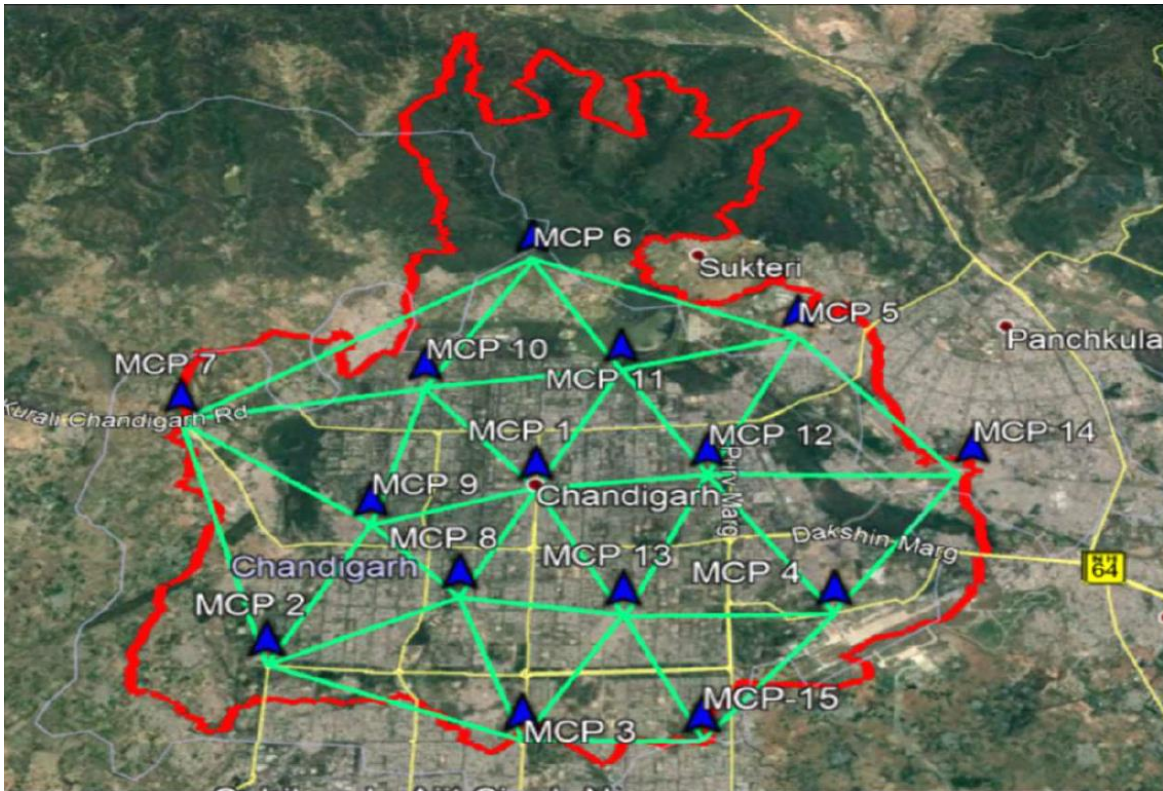 MCP 6
Sukteri
MCP 5
Panchkula
MCP 10
MCP 7
MCP 11
Kurali Chandigarh Rd
MCP 1
MCP 12
MCP 14
MCP 9
Chandigarh
MCP 8
MCP 13
Dakshin Marg
Chandigarh
MCP 4
64
MCP 2
MCP-15
MCP 3